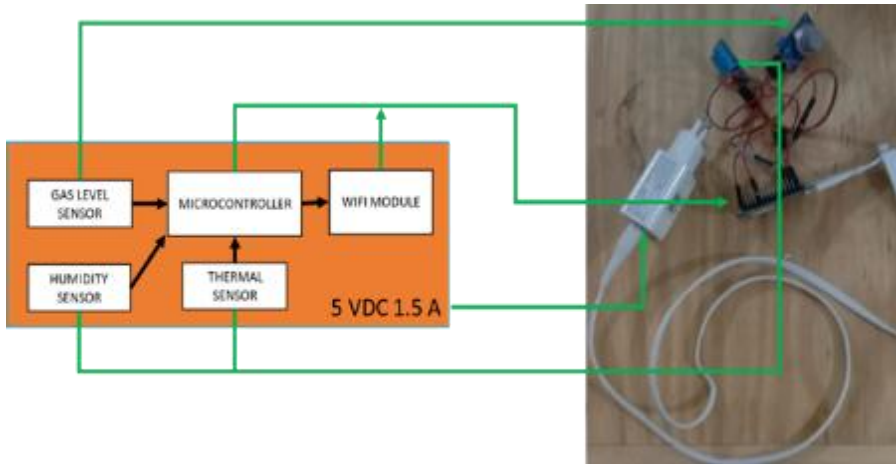 GAS LEVEL
SENSOR
MICROCONTROLLER
WIFI MODULE
HUMIDITY
SENSOR
THERMAL
SENSOR
5 VDC 1.5 A